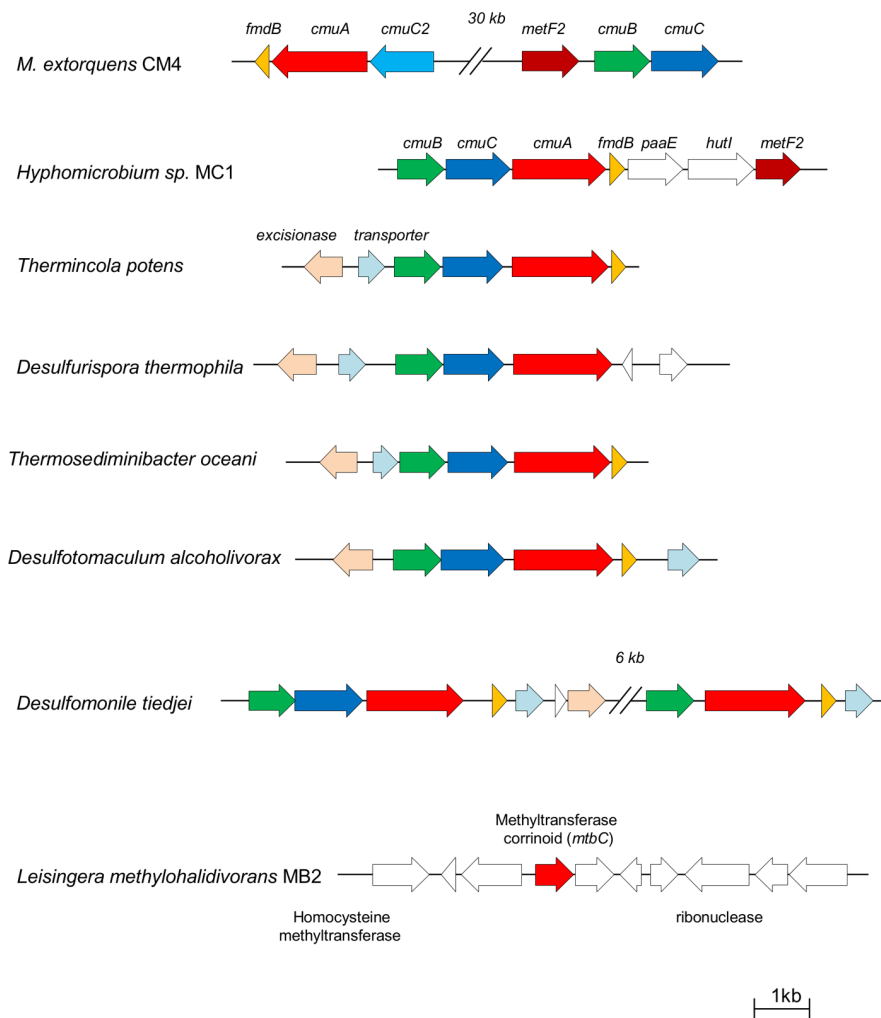 30 kb
fmdB cmuA cmuC2 metF2 cmuB cmuC
M. extorquens CM4
cmuB cmuC cmuA fmdB paaE hutI metF2
Hyphomicrobium sp. MC1
excisionase transporter
Thermincola potens
Desulfurispora thermophila
Thermosediminibacter oceani
Desulfotomaculum alcoholivorax
6 kb
Desulfomonile tiedjei
Methyltransferase
corrinoid (mtbC)
Leisingera methylohalidivorans MB2
Homocysteine ribonuclease
methyltransferase
1kb